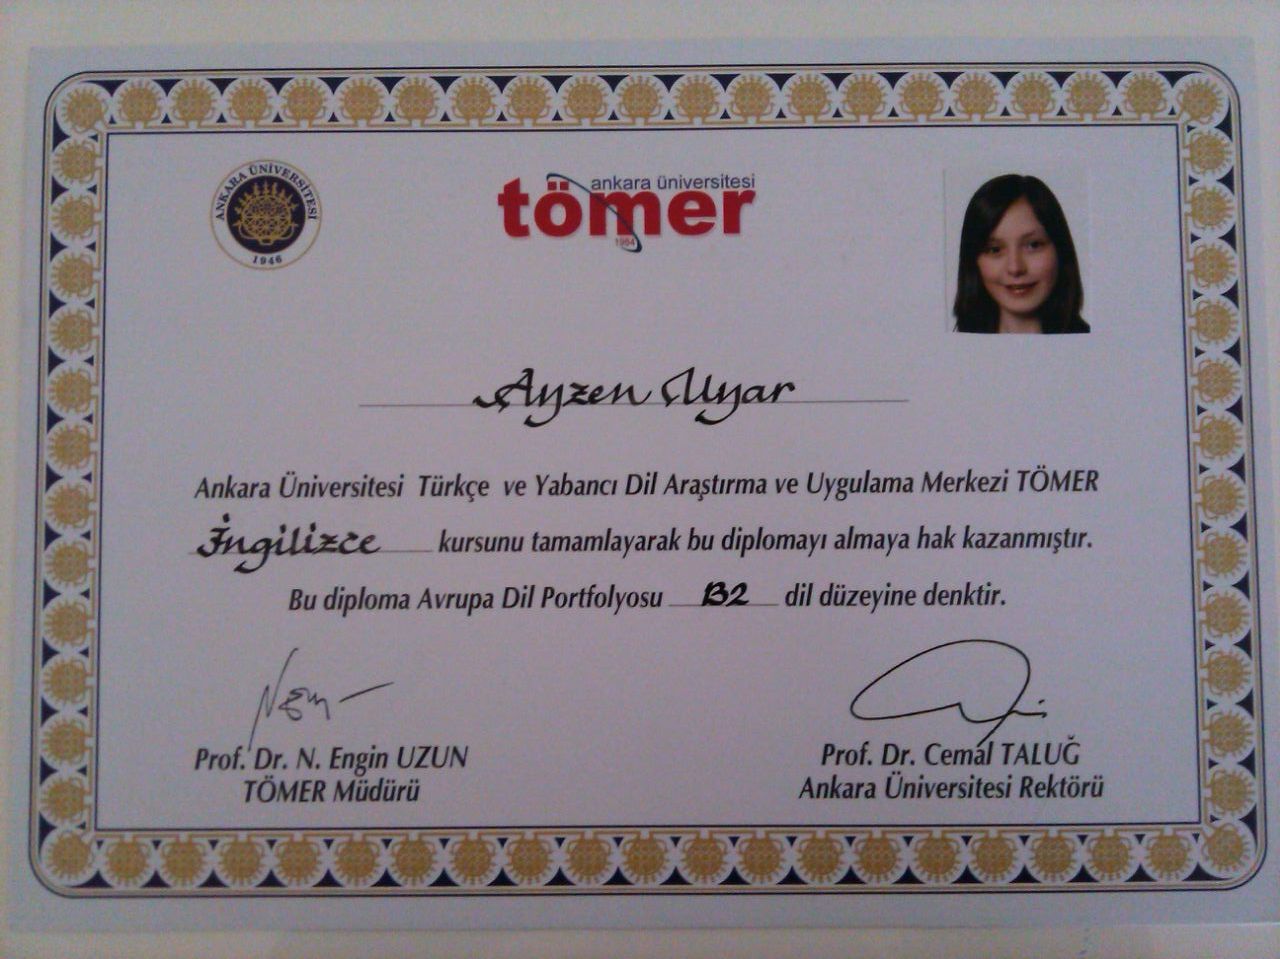 ANKARA ÜNİVERSİTESİ
1946
ankara üniversitesi
tömer
1984
Ayzen Uyar
Ankara Üniversitesi Türkçe ve Yabancı Dil Araştırma ve Uygulama Merkezi TÖMER
İngilizce kursunu tamamlayarak bu diplomayı almaya hak kazanmıştır.
Bu diploma Avrupa Dil Portfolyosu B2 dil düzeyine denktir.
Prof. Dr. N. Engin UZUN
TÖMER Müdürü
Prof. Dr. Cemal TALUĞ
Ankara Üniversitesi Rektörü